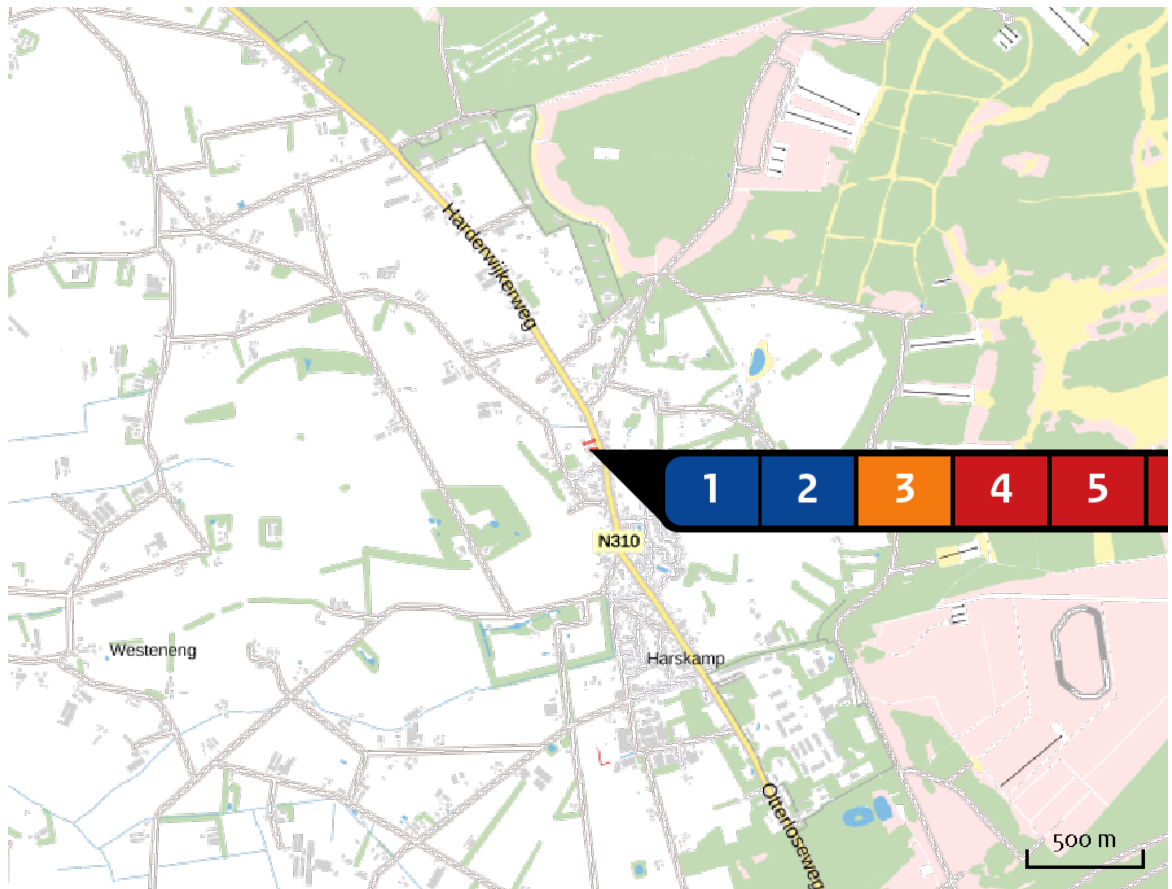 Harderwijkerweg
1 2 3 4 5
N310
Westeneng
Harskamp
Otterloseweg
500 m